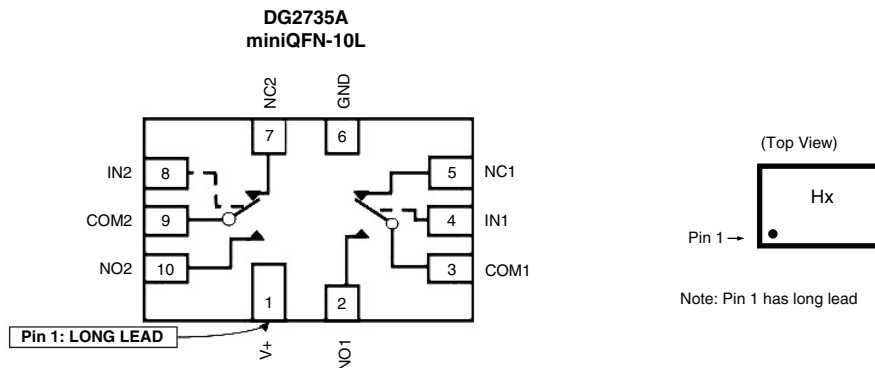 DG2735A
miniQFN-10L
NC2
GND
7
6
IN2
8
5
NC1
COM2
9
4
IN1
NO2
10
3
COM1
1
2
Pin 1: LONG LEAD
V+
NO1
(Top View)
Hx
Pin 1
Note: Pin 1 has long lead